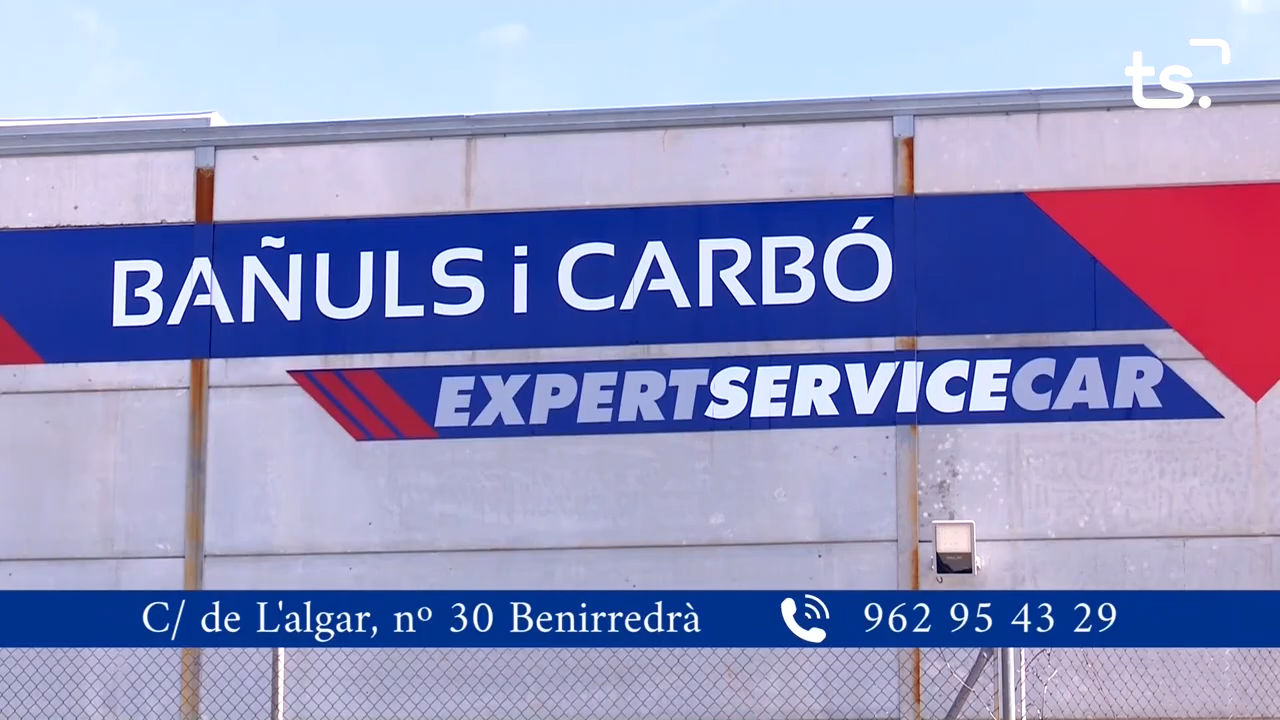 ts.
BAÑULS i CARBÓ
EXPERTSERVICECAR
C/ de L'algar, nº 30 Benirredrà
962 95 43 29